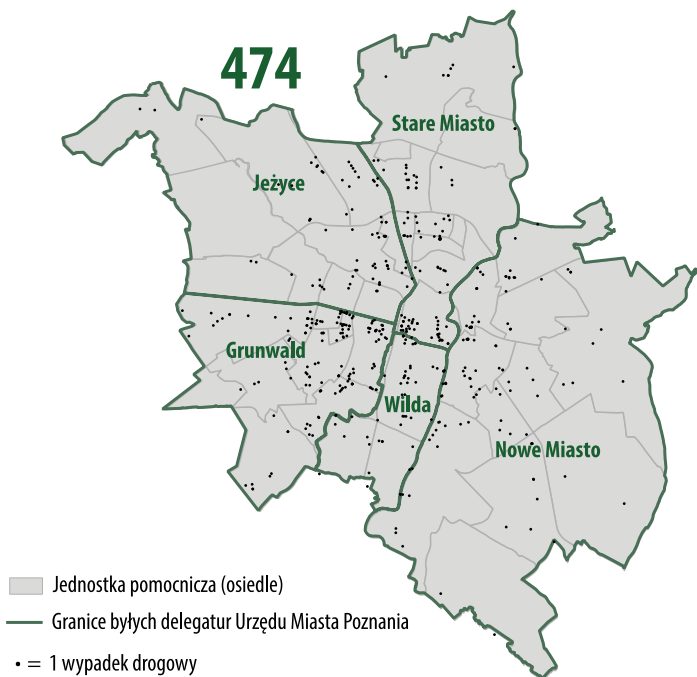 474
Stare Miasto
Jeżyce
Grunwald
Wilda
Nowe Miasto
Jednostka pomocnicza (osiedle)
Granice byłych delegatur Urzędu Miasta Poznania
• = 1 wypadek drogowy